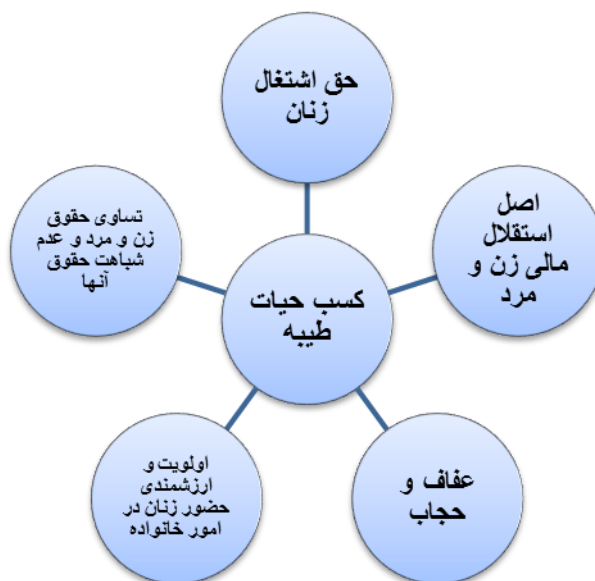 حق اشتغال
زنان
اصل
استقلال
مالی زن و
مرد
تساوی حقوق
زن و مرد و عدم
شباهت حقوق
آنها
کسب حیات
طیبه
اولویت و
ارزشمندی
حضور زنان در
امور خانواده
عفاف و
حجاب